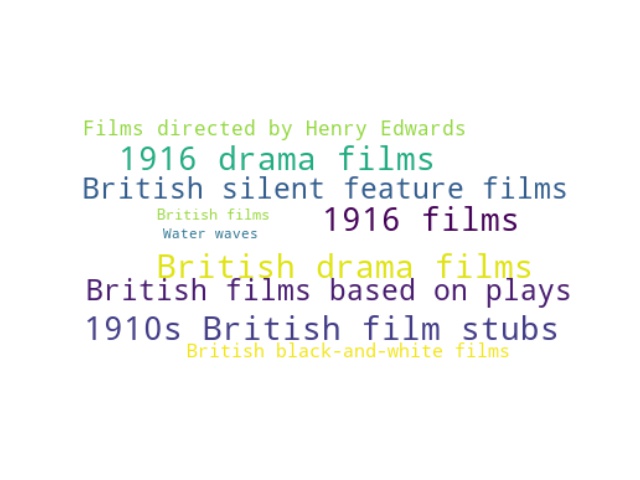 Films directed by Henry Edwards
1916 drama films
British silent feature films
British films
1916 films
Water waves
British drama films
British films based on plays
1910s British film stubs
British black-and-white films